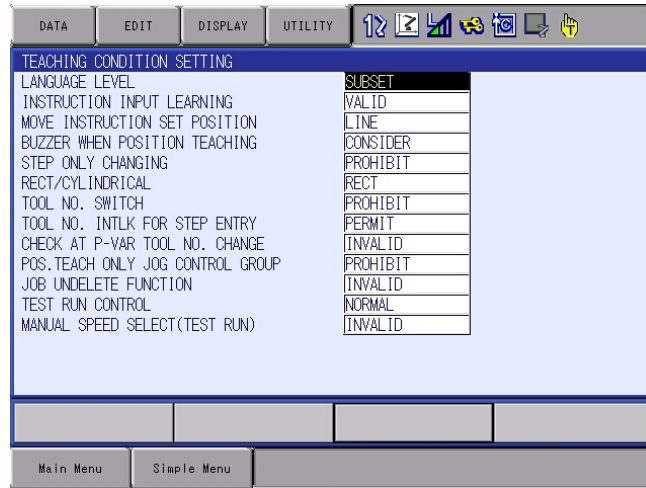 DATA EDIT DISPLAY UTILITY
TEACHING CONDITION SETTING
LANGUAGE LEVEL SUBSET
INSTRUCTION INPUT LEARNING VALID
MOVE INSTRUCTION SET POSITION LINE
BUZZER WHEN POSITION TEACHING CONSIDER
STEP ONLY CHANGING PROHIBIT
RECT/CYLINDRICAL RECT
TOOL NO. SWITCH PROHIBIT
TOOL NO. INTLK FOR STEP ENTRY PERMIT
CHECK AT P-VAR TOOL NO. CHANGE INVALID
POS.TEACH ONLY JOG CONTROL GROUP PROHIBIT
JOB UNDELETE FUNCTION INVALID
TEST RUN CONTROL NORMAL
MANUAL SPEED SELECT(TEST RUN) INVALID
Main Menu Simple Menu